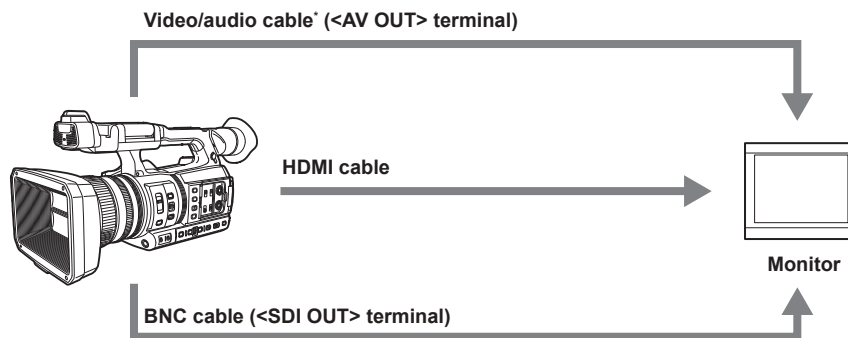 Video/audio cable* (<AV OUT> terminal)
HDMI cable
Monitor
BNC cable (<SDI OUT> terminal)